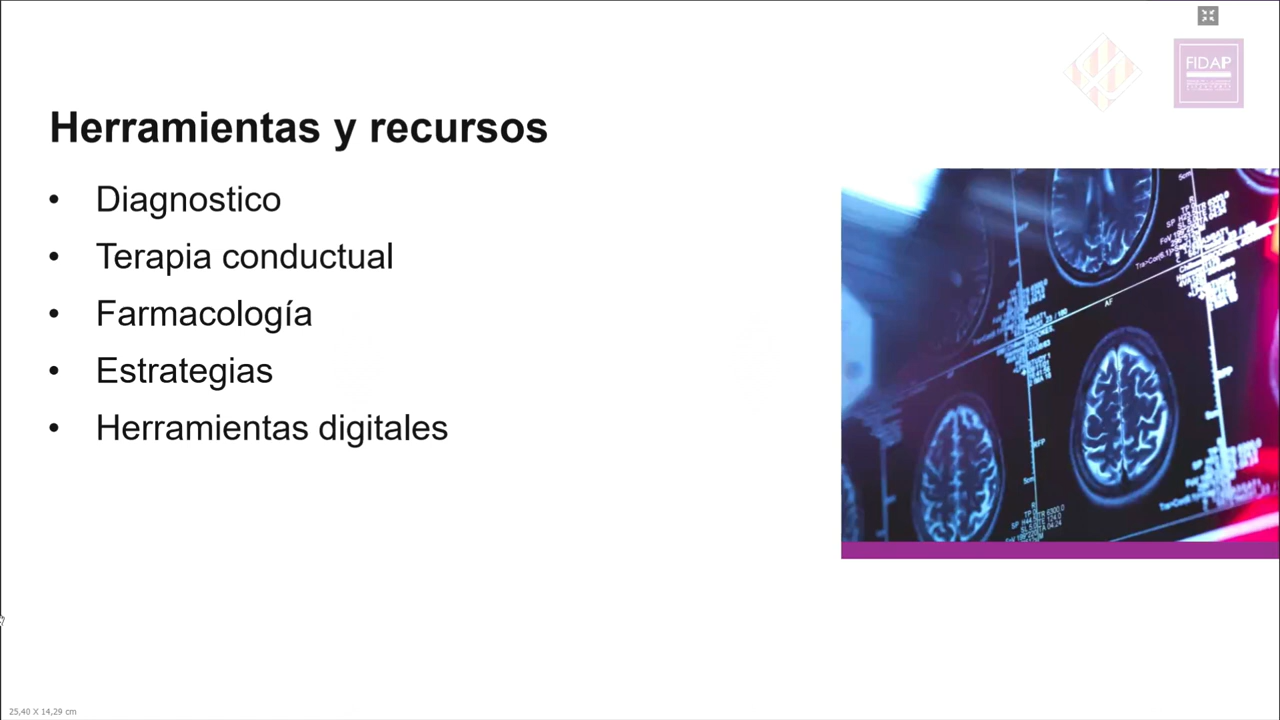 FIDAP
Herramientas y recursos
• Diagnostico
• Terapia conductual
• Farmacología
• Estrategias
• Herramientas digitales
25,40 X 14,29 cm